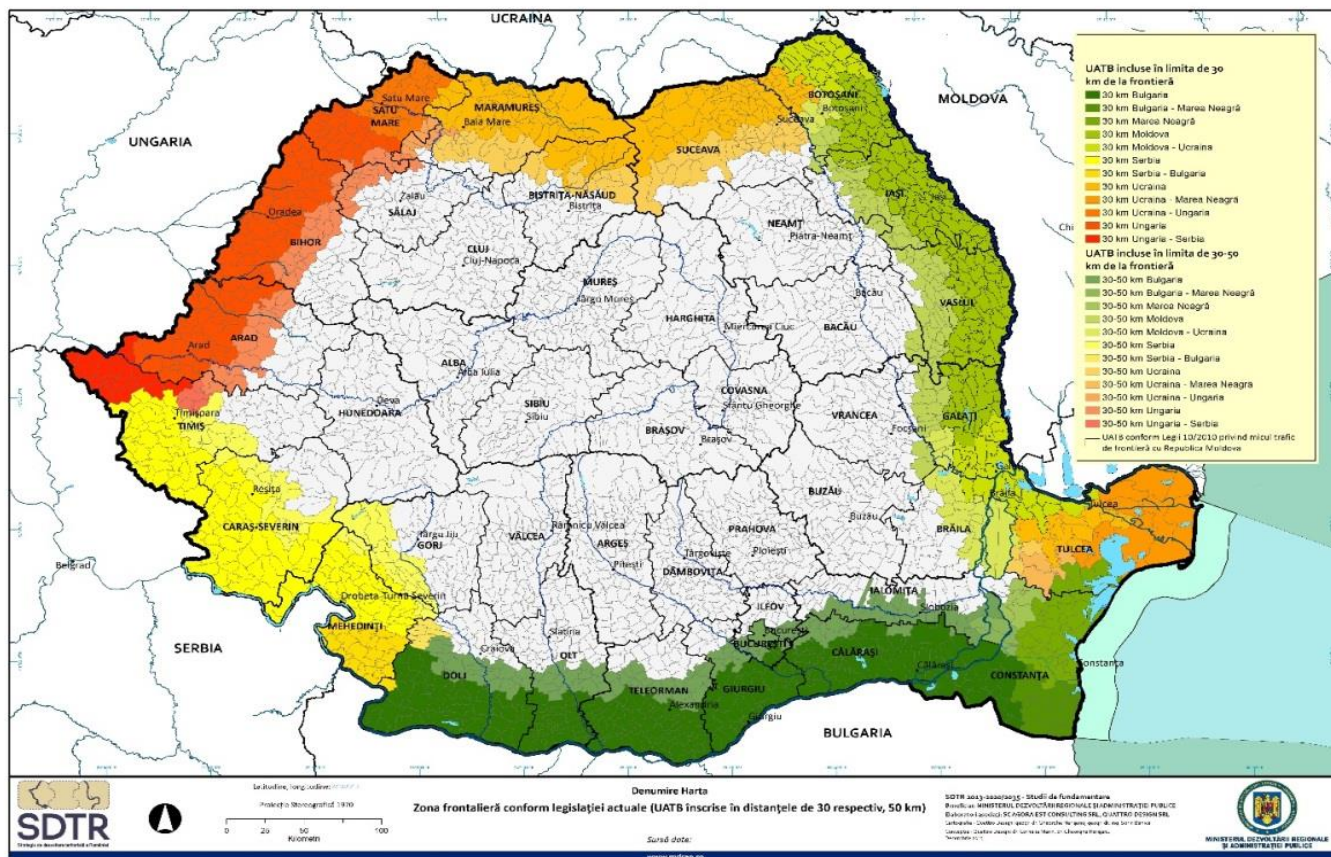 UCRAINA
MOLDOVA
UNGARIA
SERBIA
BULGARIA
Belgrad
Satu Mare
SATU
MARE
MARAMUREȘ
Baia Mare
SUCEAVA
Suceava
BOTOȘANI
Botoșani
Oradea
BIHOR
Zalău
SĂLAJ
BISTRIȚA-NĂSĂUD
Bistrița
CLUJ
Cluj-Napoca
NEAMȚ
Piatra-Neamț
IAȘI
Iași
MUREȘ
Târgu Mureș
HARGHITA
Miercurea Ciuc
BACĂU
Bacău
VASLUI
Arad
ARAD
ALBA
Alba Iulia
Deva
HUNEDOARA
SIBIU
Sibiu
COVASNA
Sfântu Gheorghe
BRAȘOV
Brașov
VRANCEA
Focșani
GALAȚI
Timișoara
TIMIȘ
Reșița
CARAȘ-SEVERIN
Târgu Jiu
GORJ
VÂLCEA
Râmnicu Vâlcea
ARGEȘ
Pitești
Târgoviște
DÂMBOVIȚA
PRAHOVA
Ploiești
BUZĂU
Buzău
BRĂILA
Brăila
Tulcea
TULCEA
Drobeta-Turnu Severin
MEHEDINȚI
Craiova
DOLJ
Slatina
OLT
TELEORMAN
Alexandria
ILFOV
București
BUCUREȘTI
GIURGIU
Giurgiu
IALOMIȚA
Slobozia
CĂLĂRAȘI
Călărași
CONSTANȚA
Constanța
UATB incluse în limita de 30
km de la frontieră
30 km Bulgaria
30 km Bulgaria - Marea Neagră
30 km Marea Neagră
30 km Moldova
30 km Moldova - Ucraina
30 km Serbia
30 km Serbia - Bulgaria
30 km Ucraina
30 km Ucraina - Marea Neagră
30 km Ucraina - Ungaria
30 km Ungaria
30 km Ungaria - Serbia
UATB incluse în limita de 30-50
km de la frontieră
30-50 km Bulgaria
30-50 km Bulgaria - Marea Neagră
30-50 km Marea Neagră
30-50 km Moldova
30-50 km Moldova - Ucraina
30-50 km Serbia
30-50 km Serbia - Bulgaria
30-50 km Ucraina
30-50 km Ucraina - Marea Neagră
30-50 km Ucraina - Ungaria
30-50 km Ungaria
30-50 km Ungaria - Serbia
UATB conform Legii 10/2010 privind micul trafic
de frontieră cu Republica Moldova
SDTR
Latitudine, longitudine:
Proiecția Stereografică 1970
0 25 50 100
Kilometri
Denumire Harta
Zona frontalieră conform legislației actuale (UATB înscrise în distanțele de 30 respectiv, 50 km)
Sursă date:
SDTR 2013-2020/2035 - Studii de fundamentare
Beneficiar: MINISTERUL DEZVOLTĂRII REGIONALE ȘI ADMINISTRAȚIEI PUBLICE
MINISTERUL DEZVOLTĂRII REGIONALE
ȘI ADMINISTRAȚIEI PUBLICE